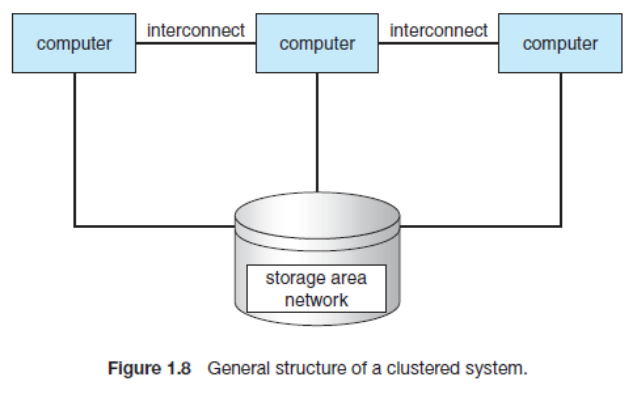 computer
interconnect
computer
interconnect
computer
storage area
network
Figure 1.8 General structure of a clustered system.